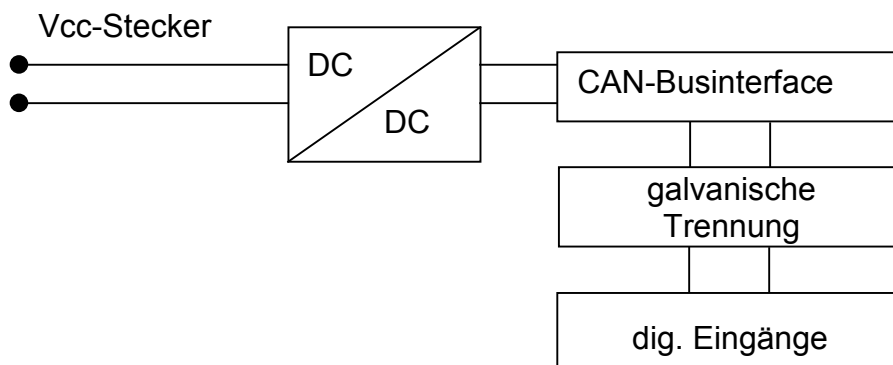 Vcc-Stecker
DC
DC
CAN-Businterface
galvanische
Trennung
dig. Eingänge